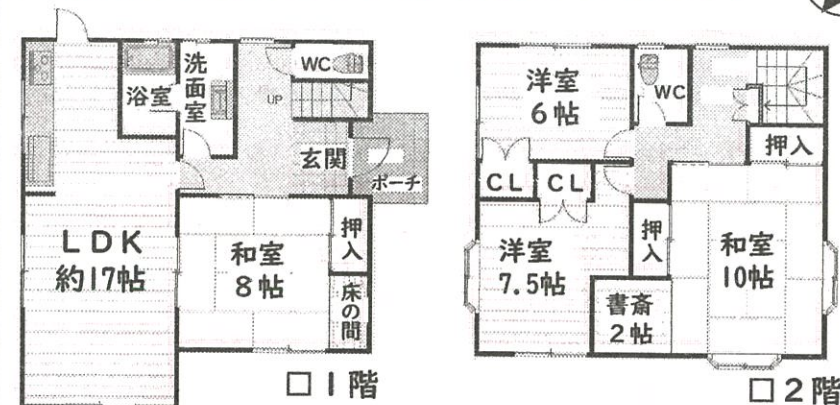 浴室
洗面室
WC
UP
玄関
ポーチ
LDK
約17帖
和室
8帖
押入
床の間
□1階
洋室
6帖
WC
押入
CL
CL
洋室
7.5帖
押入
和室
10帖
書斎
2帖
□2階